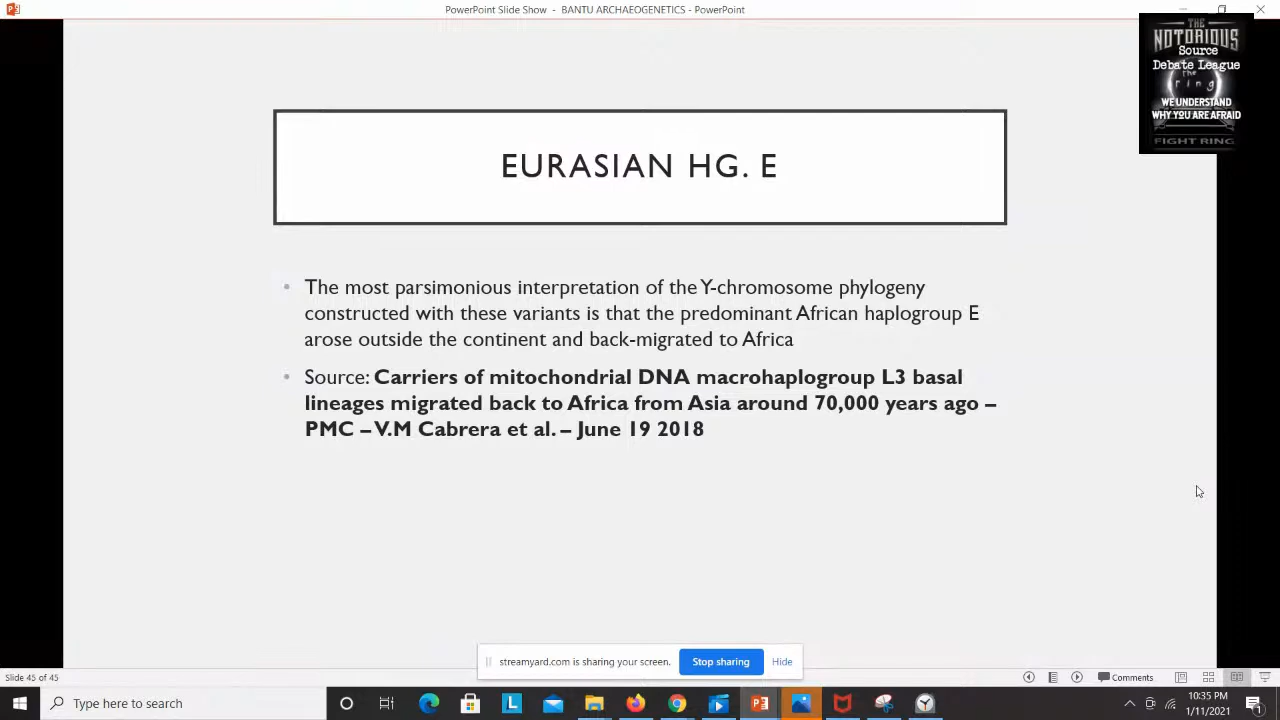 PowerPoint Slide Show - BANTU ARCHAEOGENETICS - PowerPoint
THE
NOTORIOUS
Source
Debate League
the
ring
WE UNDERSTAND
WHY YOU ARE AFRAID
FIGHT RING
EURASIAN HG. E
• The most parsimonious interpretation of the Y-chromosome phylogeny
constructed with these variants is that the predominant African haplogroup E
arose outside the continent and back-migrated to Africa
• Source: Carriers of mitochondrial DNA macrohaplogroup L3 basal
lineages migrated back to Africa from Asia around 70,000 years ago –
PMC – V.M Cabrera et al. – June 19 2018
streamyard.com is sharing your screen. Stop sharing Hide
Slide 45 of 45 Comments
Type here to search
10:35 PM
1/11/2021